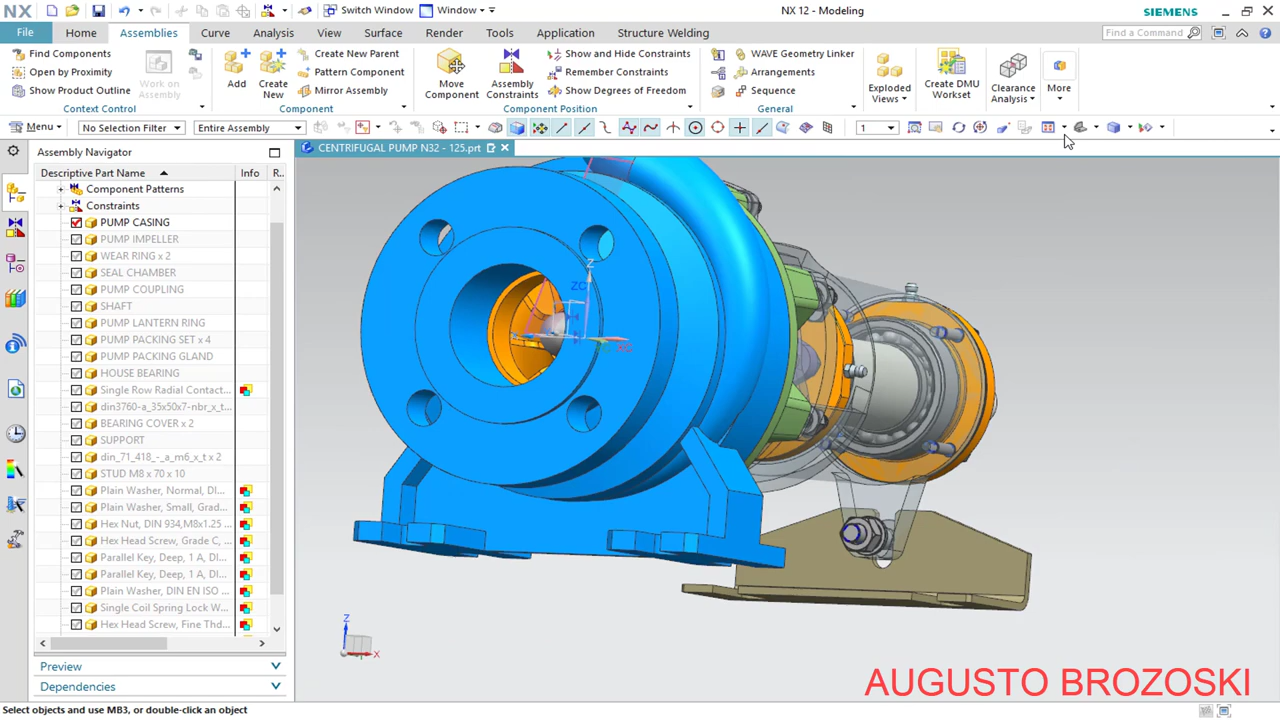 NX
Switch Window
Window
NX 12 - Modeling
SIEMENS
File
Home
Assemblies
Curve
Analysis
View
Surface
Render
Tools
Application
Structure Welding
Find a Command
Find Components
Open by Proximity
Show Product Outline
Work on Assembly
Context Control
Add
Create New
Create New Parent
Pattern Component
Mirror Assembly
Component
Move Component
Assembly Constraints
Show and Hide Constraints
Remember Constraints
Show Degrees of Freedom
Component Position
WAVE Geometry Linker
Arrangements
Sequence
General
Exploded Views
Create DMU Workset
Clearance Analysis
More
Menu
No Selection Filter
Entire Assembly
1
Assembly Navigator
CENTRIFUGAL PUMP N32 - 125.prt
Descriptive Part Name
Info
R..
Component Patterns
Constraints
PUMP CASING
PUMP IMPELLER
WEAR RING x 2
SEAL CHAMBER
PUMP COUPLING
SHAFT
PUMP LANTERN RING
PUMP PACKING SET x 4
PUMP PACKING GLAND
HOUSE BEARING
Single Row Radial Contact...
din3760-a_35x50x7-nbr_x_t...
BEARING COVER x 2
SUPPORT
din_71_418_-_a_m6_x_t x 2
STUD M8 x 70 x 10
Plain Washer, Normal, DI...
Plain Washer, Small, Grad...
Hex Nut, DIN 934,M8x1.25 ...
Hex Head Screw, Grade C, ...
Parallel Key, Deep, 1 A, DI...
Parallel Key, Deep, 1 A, DI...
Plain Washer, DIN EN ISO ...
Single Coil Spring Lock W...
Hex Head Screw, Fine Thd...
Preview
Dependencies
Z
ZC
XC
Z
X
AUGUSTO BROZOSKI
Select objects and use MB3, or double-click an object